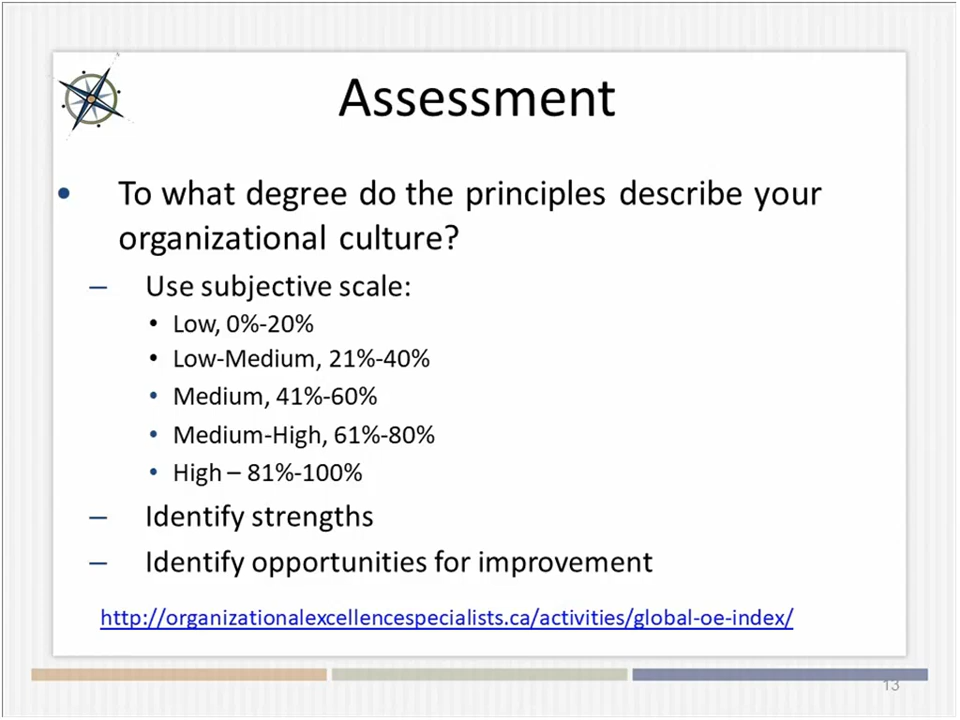 Assessment
• To what degree do the principles describe your
organizational culture?
– Use subjective scale:
• Low, 0%-20%
• Low-Medium, 21%-40%
• Medium, 41%-60%
• Medium-High, 61%-80%
• High – 81%-100%
– Identify strengths
– Identify opportunities for improvement
http://organizationalexcellencespecialists.ca/activities/global-oe-index/
13